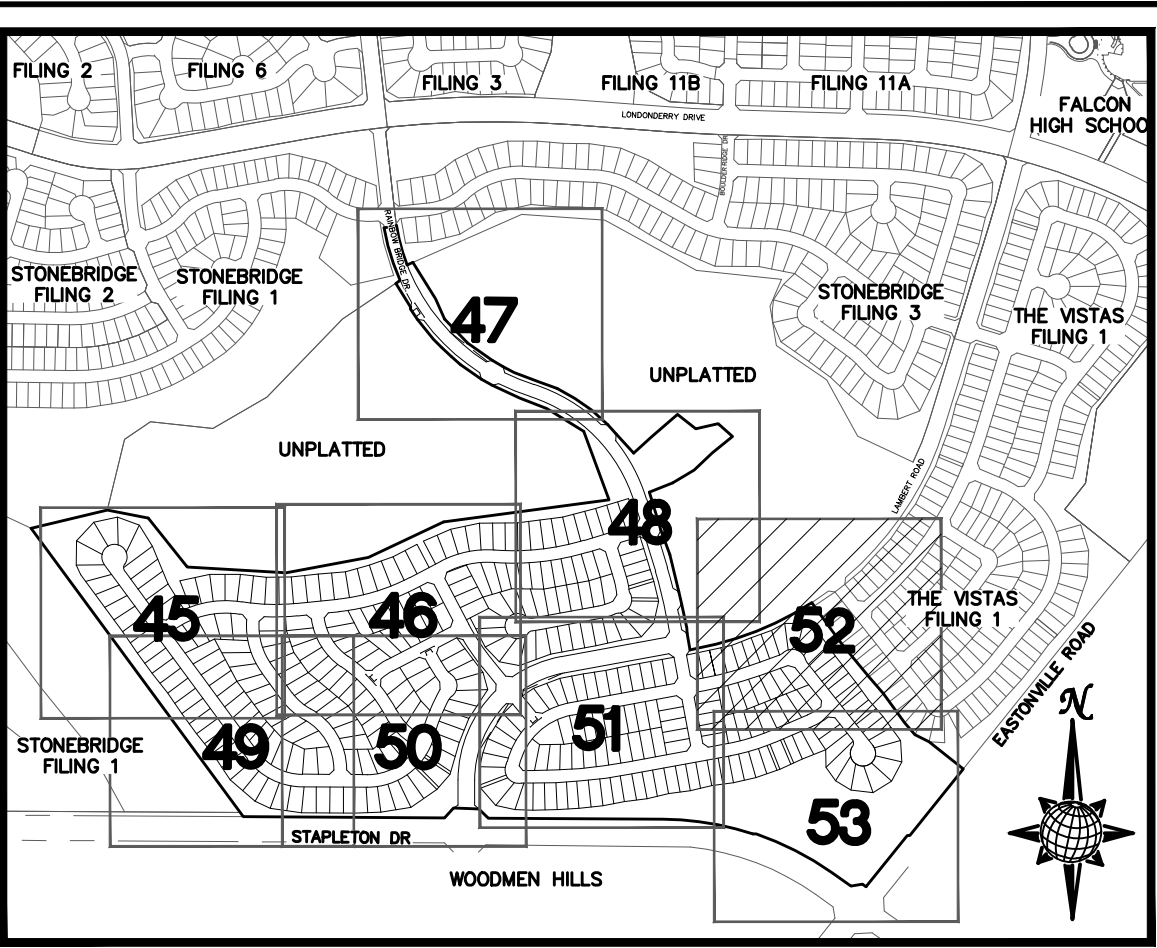 FILING 2
FILING 6
FILING 3
FILING 11B
FILING 11A
FALCON
HIGH SCHOO
LONDONDERRY DRIVE
BOULDER RIDGE DR
RAINBOW BRIDGE DR.
STONEBRIDGE
FILING 2
STONEBRIDGE
FILING 1
STONEBRIDGE
FILING 3
THE VISTAS
FILING 1
47
UNPLATTED
UNPLATTED
LAMBERT ROAD
48
45
46
52
THE VISTAS
FILING 1
EASTONVILLE ROAD
N
STONEBRIDGE
FILING 1
49
50
51
53
STAPLETON DR
WOODMEN HILLS